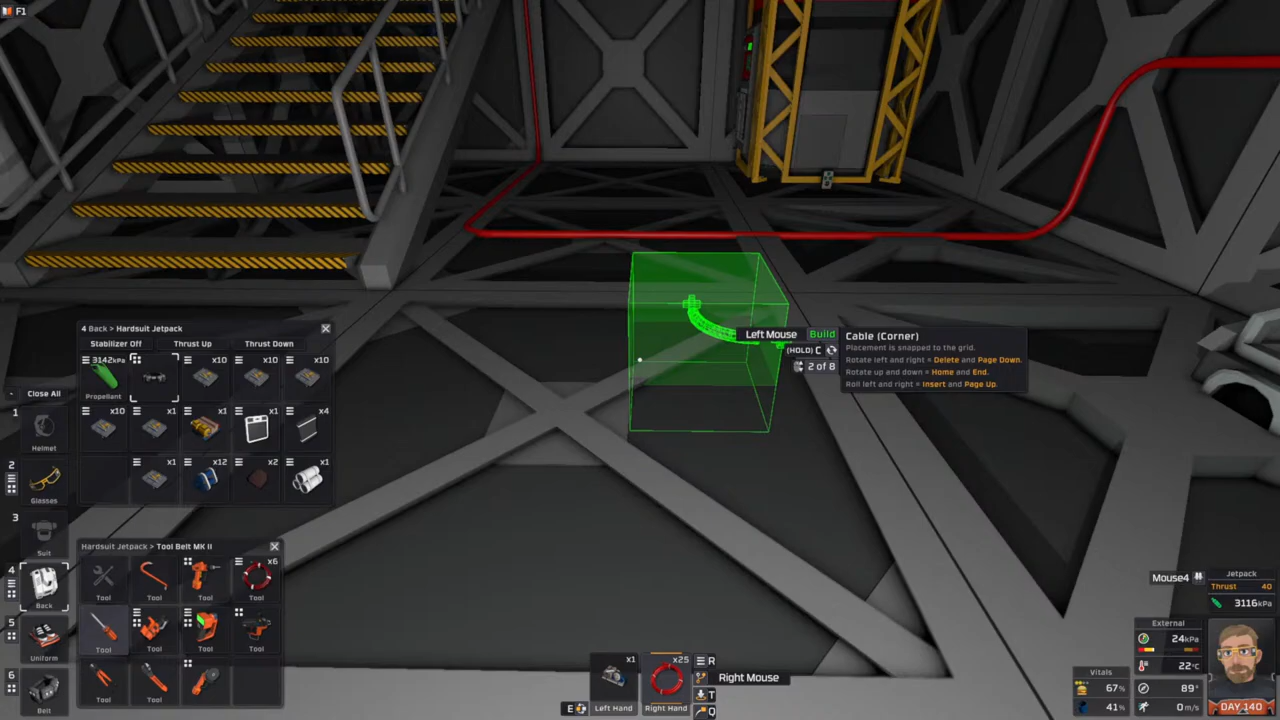 F1
4 Back > Hardsuit Jetpack
Stabilizer Off Thrust Up Thrust Down
3142kPa x10 x10 x10
Propellant
x10 x1 x1 x1 x4
x1 x12 x2 x1
Close All
1
Helmet
2
Glasses
3
Suit
4
Back
5
Uniform
6
Belt
Hardsuit Jetpack > Tool Belt MK II
x6
Tool Tool Tool Tool
Tool Tool Tool Tool
Tool Tool Tool
Left Mouse Build
(HOLD) C
2 of 8
Cable (Corner)
Placement is snapped to the grid.
Rotate left and right = Delete and Page Down.
Rotate up and down = Home and End.
Roll left and right = Insert and Page Up.
x1 x25 R
Right Mouse
T
E Left Hand Right Hand Q
Mouse4
Jetpack
Thrust 40
3116kPa
External
24kPa
22°C
Vitals
67%
41%
89°
0m/s
DAY 140